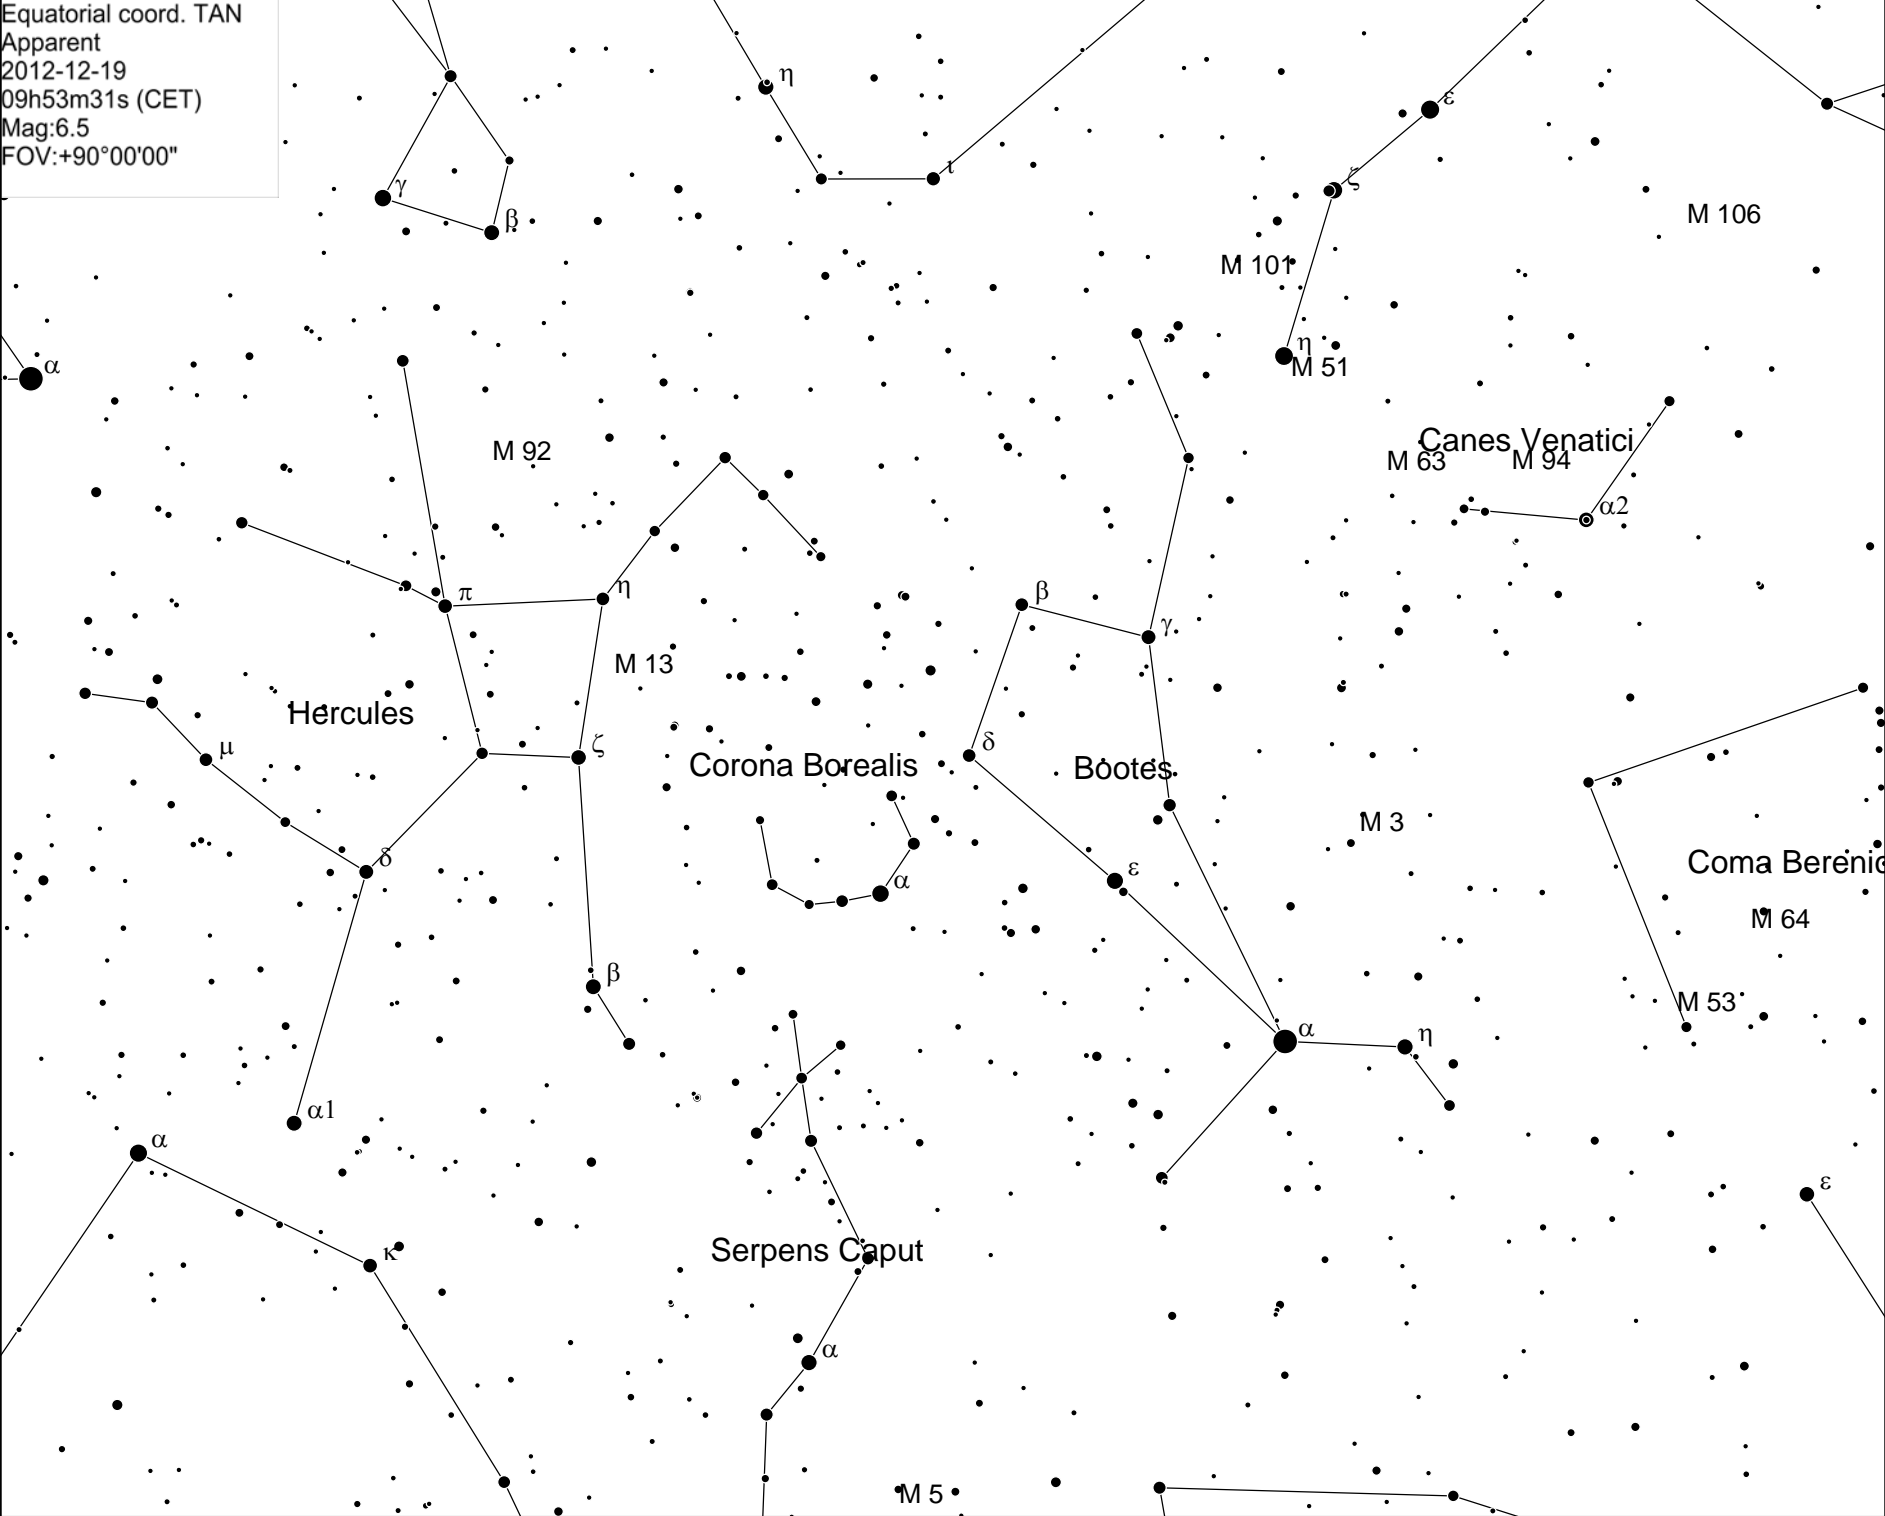 Equatorial coord. TAN
Apparent
2012-12-19
09h53m31s (CET)
Mag:6.5
FOV:+90°00'00"
η
ε
γ
β
ι
ζ
M 106
M 101
α
η
M 51
M 92
Canes Venatici
M 63
M 94
α2
π
η
β
γ
M 13
Hercules
μ
ζ
Corona Borealis
δ
Bootes
M 3
δ
α
ε
Coma Berenic
M 64
β
M 53
α
η
α1
α
ε
κ
Serpens Caput
α
M 5